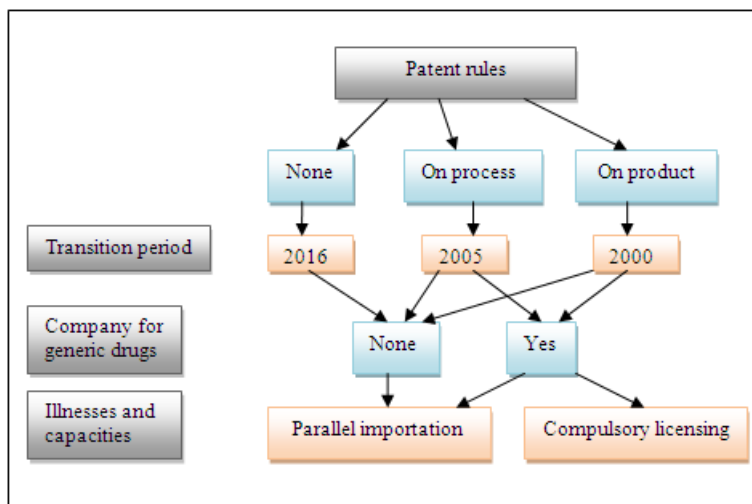 Patent rules
None
On process
On product
Transition period
2016
2005
2000
Company for
generic drugs
None
Yes
Illnesses and
capacities
Parallel importation
Compulsory licensing